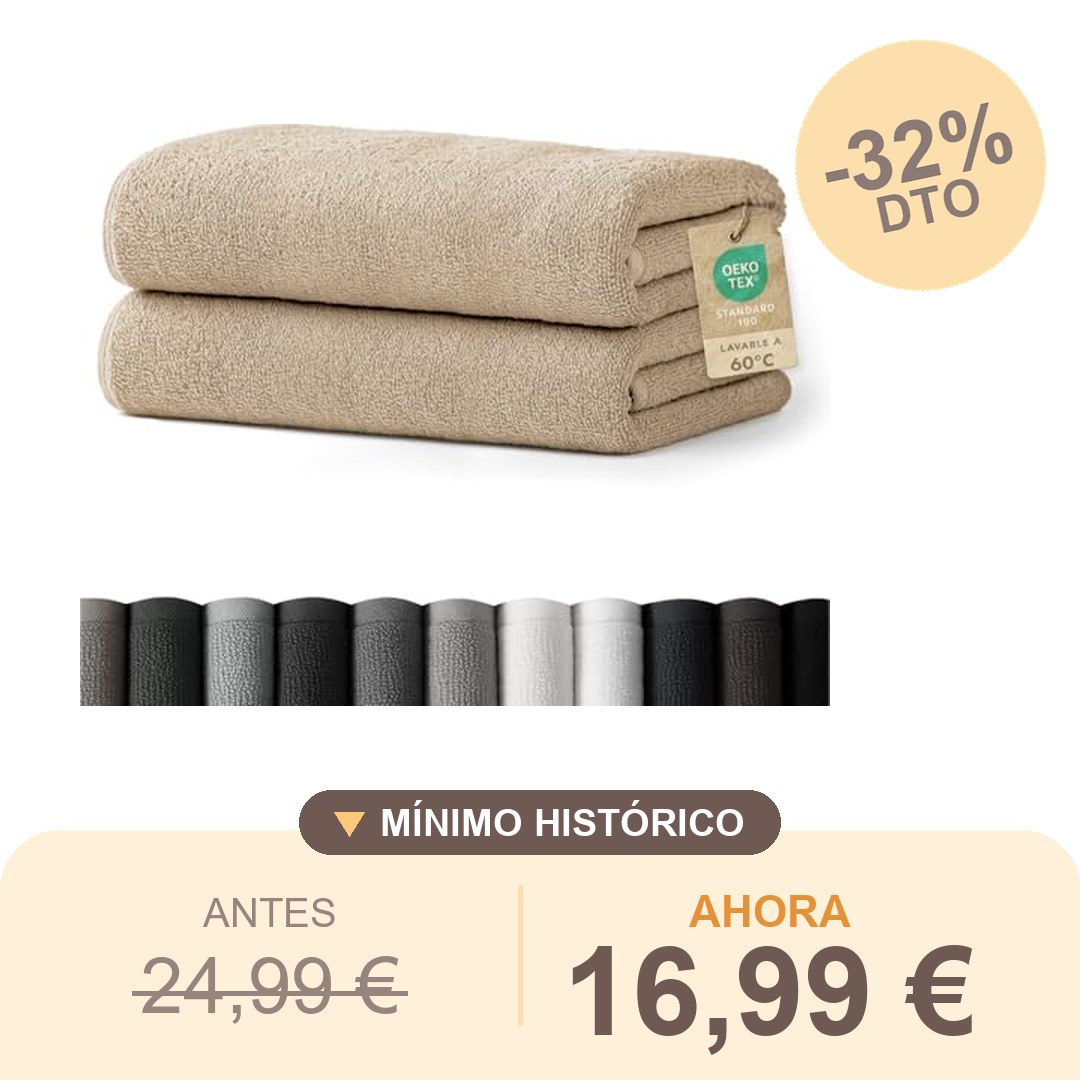 -32%
DTO
OEKO
TEX®
STANDARD
100
LAVABLE A
60°C
MÍNIMO HISTÓRICO
ANTES
24,99 €
AHORA
16,99 €